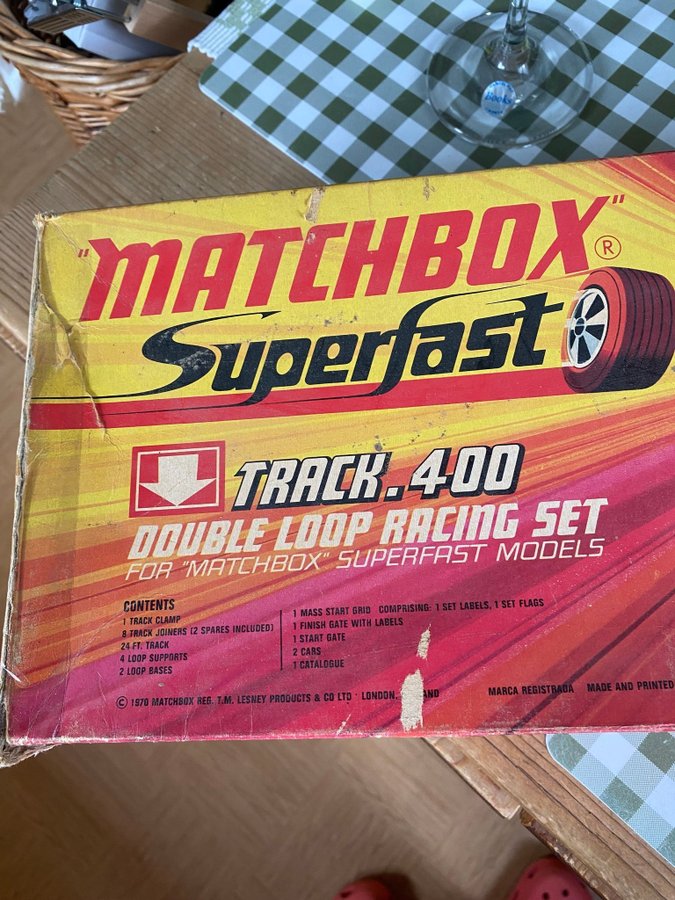 Books
"MATCHBOX" ®
Superfast
TRACK.400
DOUBLE LOOP RACING SET
FOR "MATCHBOX" SUPERFAST MODELS
CONTENTS
1 TRACK CLAMP
8 TRACK JOINERS (2 SPARES INCLUDED)
24 FT. TRACK
4 LOOP SUPPORTS
2 LOOP BASES
1 MASS START GRID COMPRISING: 1 SET LABELS, 1 SET FLAGS
1 FINISH GATE WITH LABELS
1 START GATE
2 CARS
1 CATALOGUE
© 1970 MATCHBOX REG. T.M. LESNEY PRODUCTS & CO LTD · LONDON, AND MARCA REGISTRADA MADE AND PRINTED